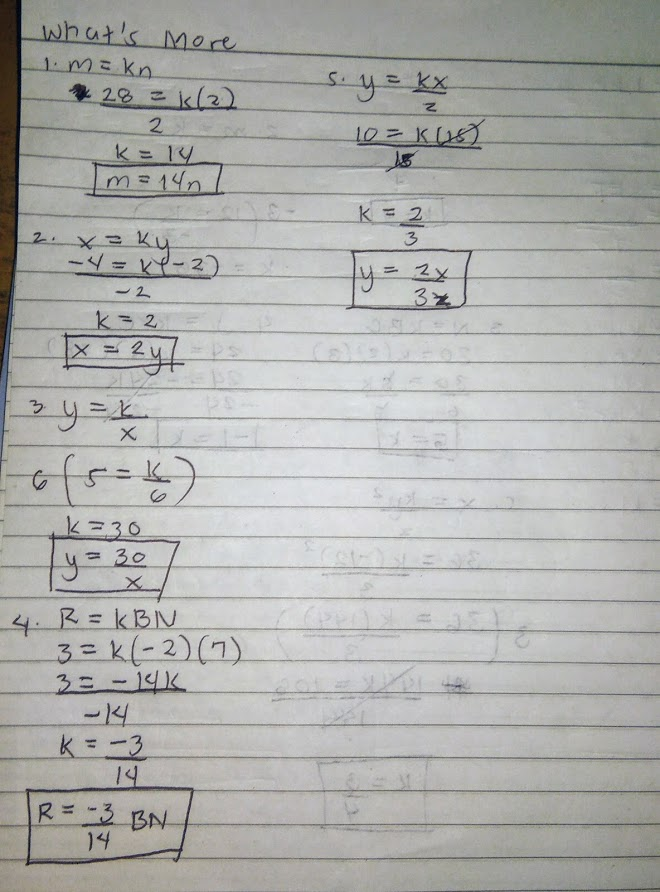 What's More
1. m = kn
28 = k(2)
2
k = 14
m = 14n
2. x = ky
-4 = k(-2)
-2
k = 2
x = 2y
3. y = k
x
6 (5 = k/6)
k = 30
y = 30
x
4. R = kBN
3 = k(-2)(7)
3 = -14k
-14
k = -3
14
R = -3/14 BN
5. y = kx
z
10 = k(15)
15
k = 2
3
y = 2x
3z